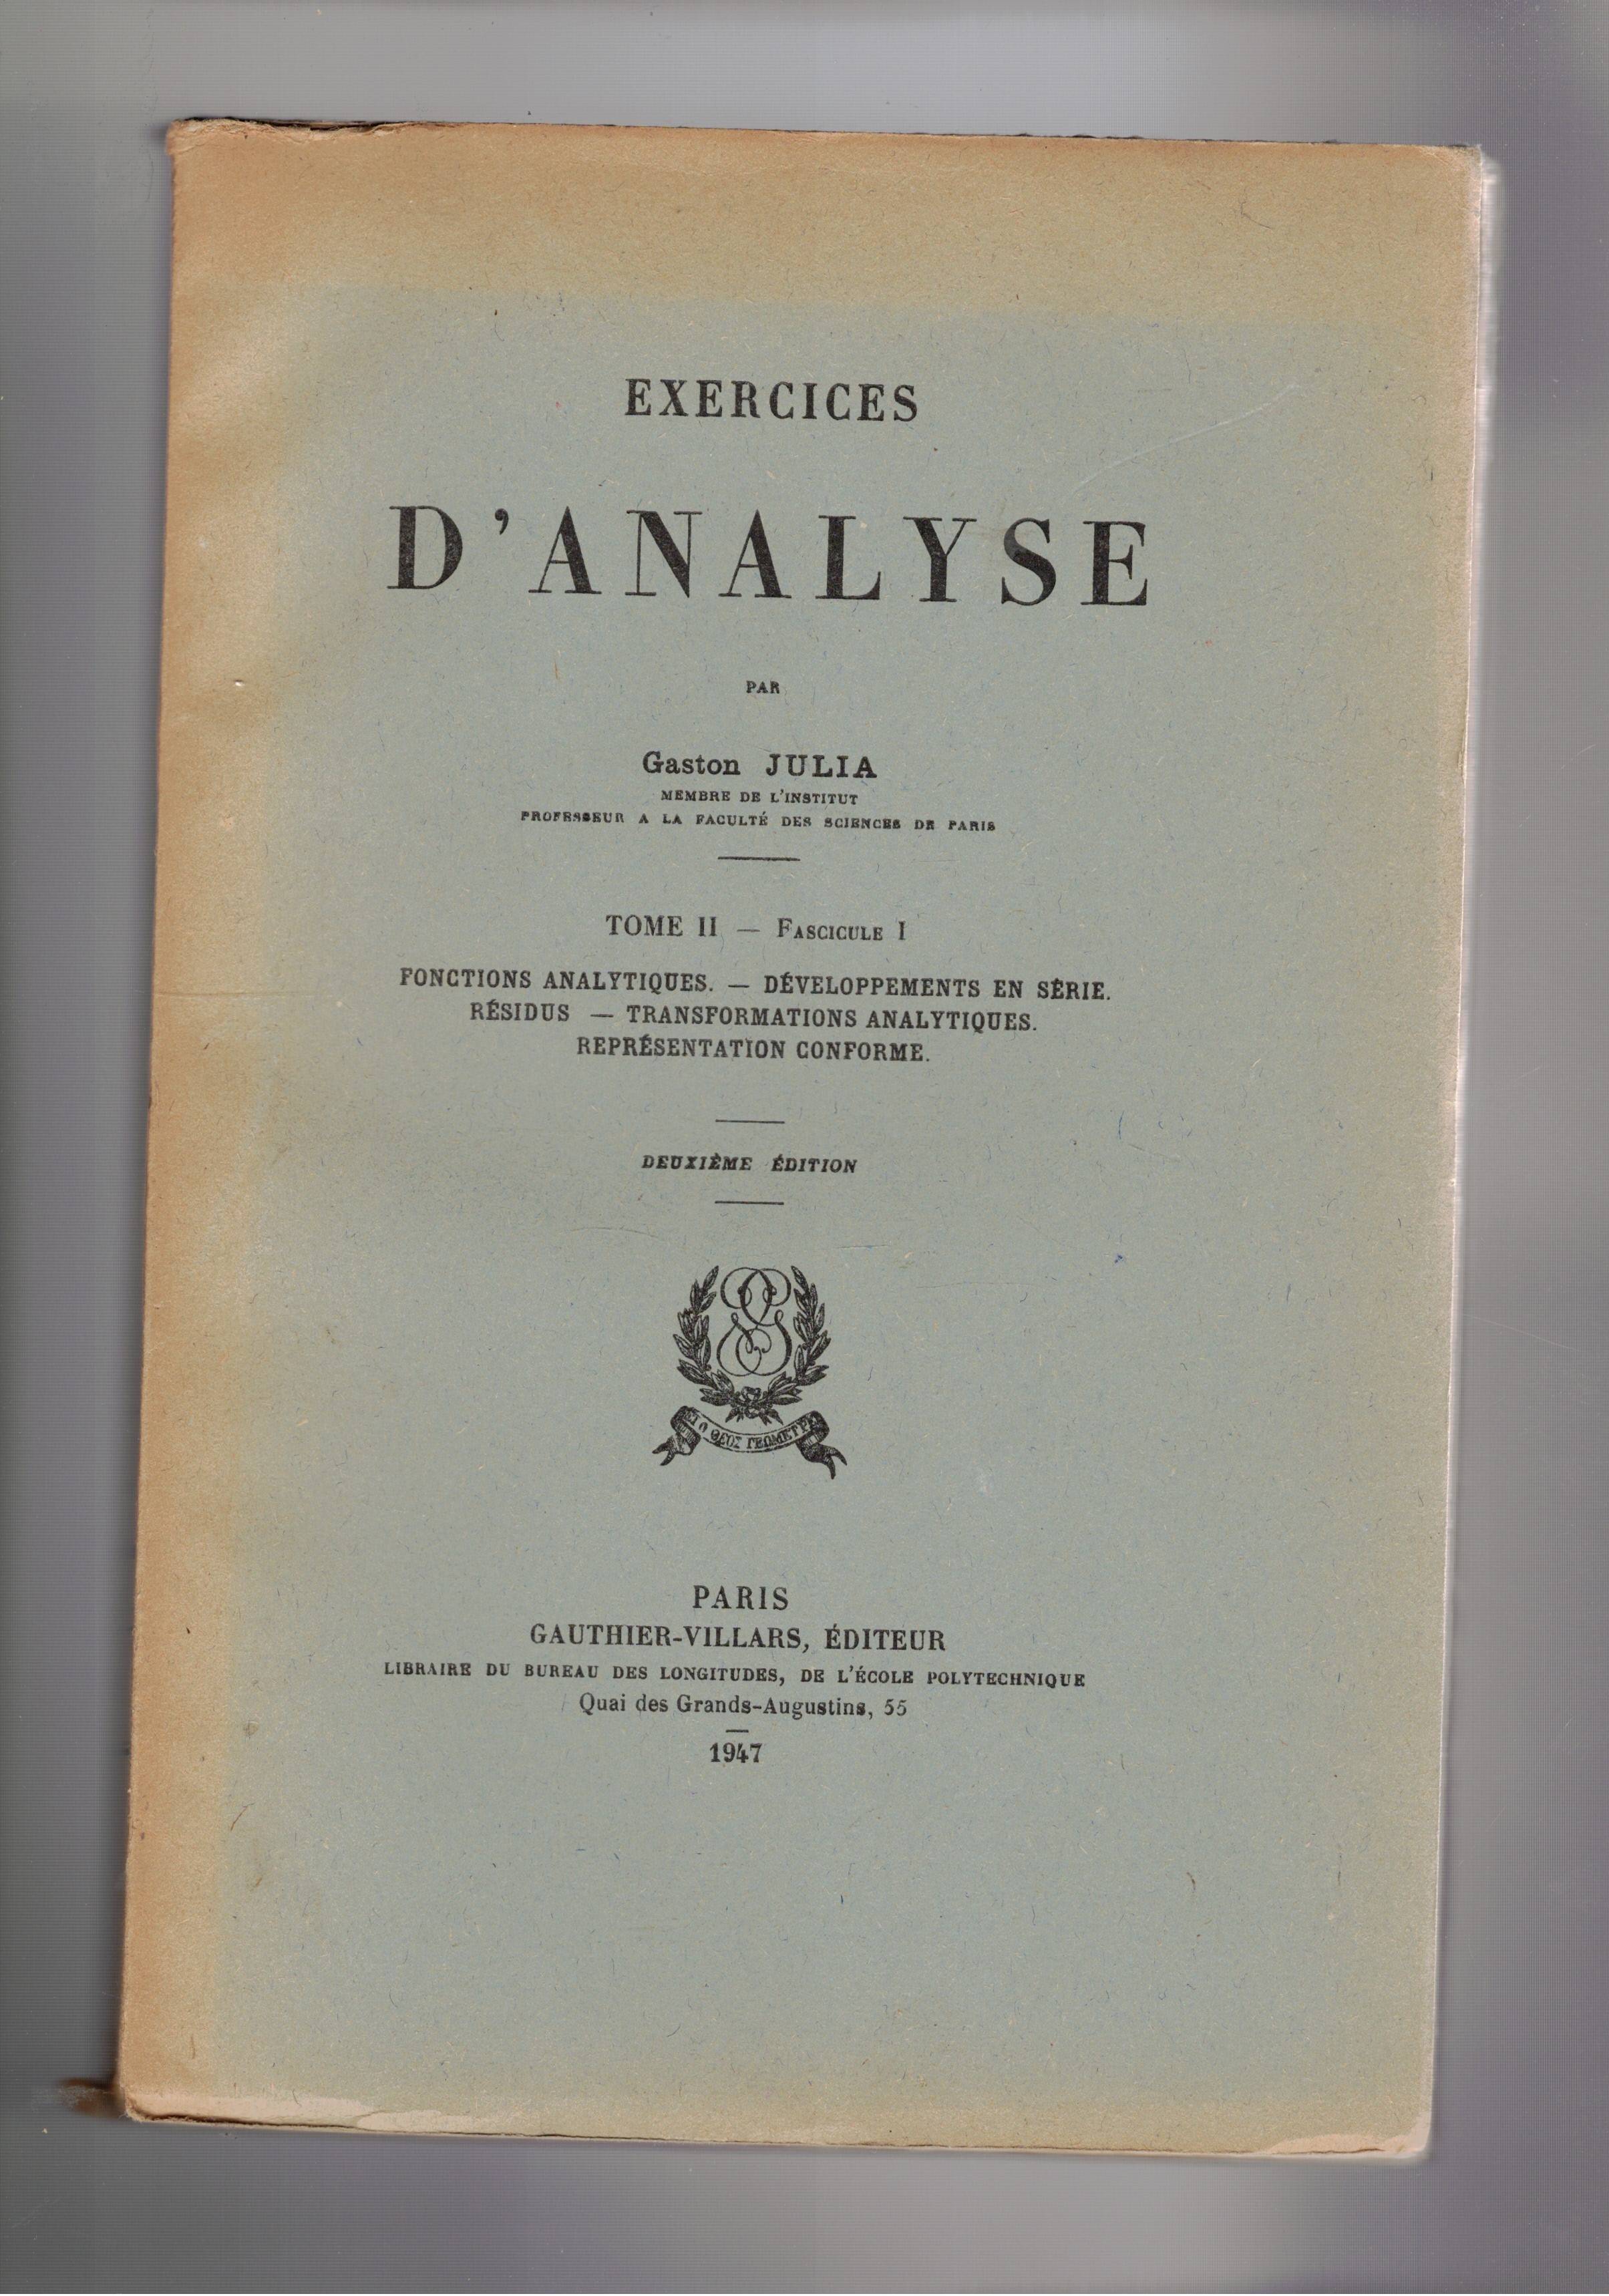 EXERCICES
D'ANALYSE
PAR
Gaston JULIA
MEMBRE DE L'INSTITUT
PROFESSEUR A LA FACULTÉ DES SCIENCES DE PARIS
TOME II — FASCICULE I
FONCTIONS ANALYTIQUES. — DÉVELOPPEMENTS EN SÉRIE.
RÉSIDUS — TRANSFORMATIONS ANALYTIQUES.
REPRÉSENTATION CONFORME.
DEUXIÈME ÉDITION
Ο ΘΕΟΣ ΓΕΩΜΕΤΡΕΙ
PARIS
GAUTHIER-VILLARS, ÉDITEUR
LIBRAIRE DU BUREAU DES LONGITUDES, DE L'ÉCOLE POLYTECHNIQUE
Quai des Grands-Augustins, 55
1947